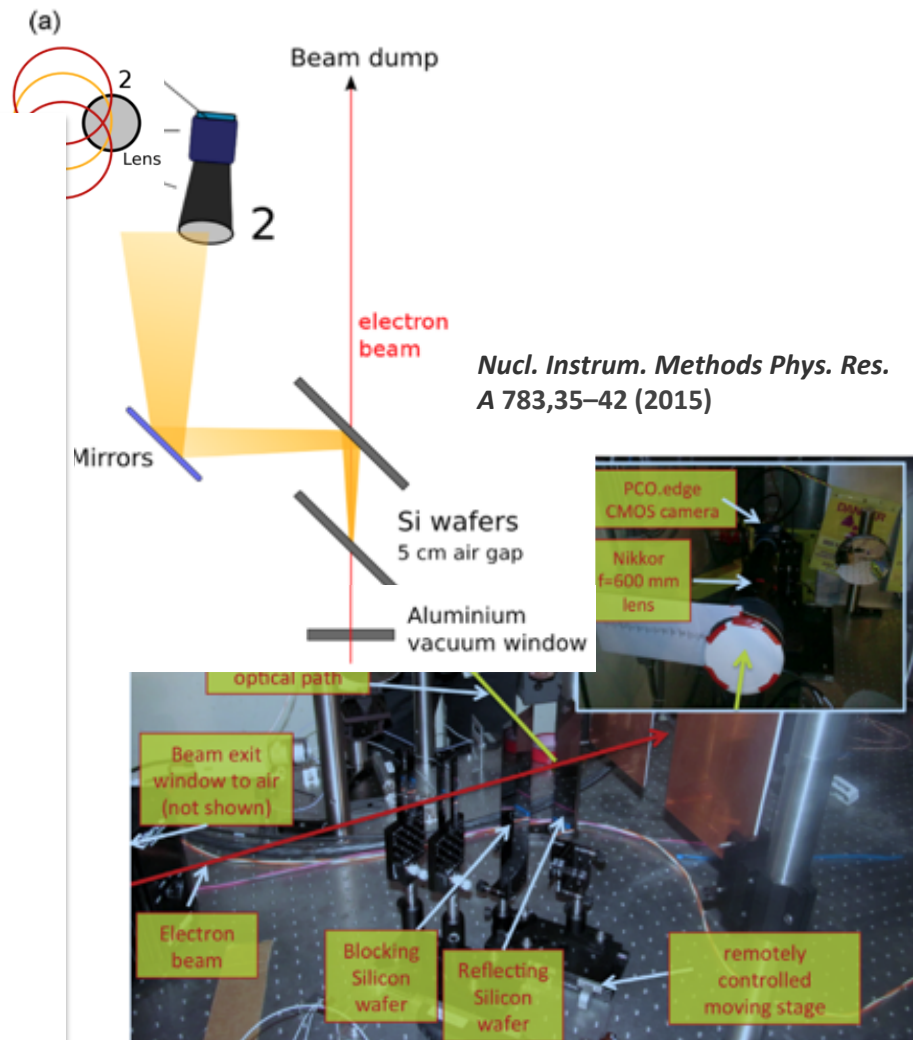 (a)
2
Lens
Beam dump
2
electron
beam
Nucl. Instrum. Methods Phys. Res.
A 783,35–42 (2015)
Mirrors
Si wafers
5 cm air gap
Aluminium
vacuum window
PCO.edge
CMOS camera
DANGER
Nikkor
f=600 mm
lens
optical path
Beam exit
window to air
(not shown)
Electron
beam
Blocking
Silicon
wafer
Reflecting
Silicon
wafer
remotely
controlled
moving stage